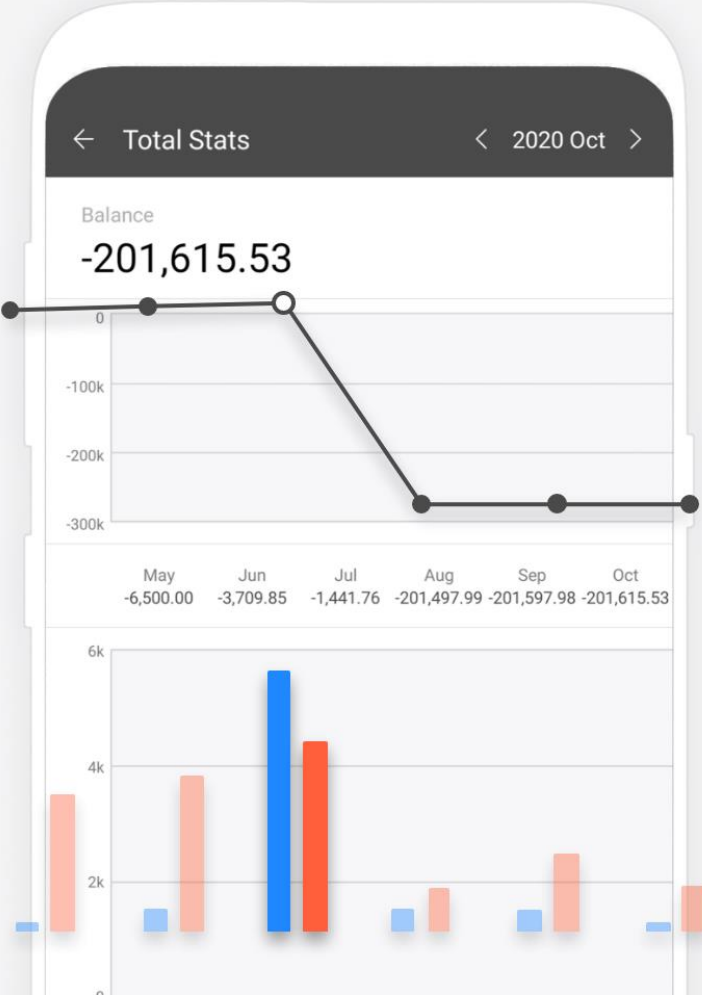 Total Stats 2020 Oct
Balance
-201,615.53
0
-100k
-200k
-300k
May Jun Jul Aug Sep Oct
-6,500.00 -3,709.85 -1,441.76 -201,497.99 -201,597.98 -201,615.53
6k
4k
2k